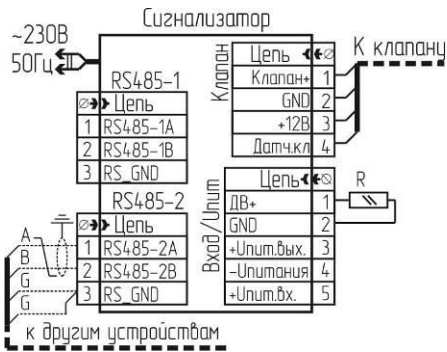 Сигнализатор
~230В
50Гц
RS485-1
Цепь
1 RS485-1A
2 RS485-1B
3 RS_GND
RS485-2
Цепь
1 RS485-2A
2 RS485-2B
3 RS_GND
A
B
G
G
к другим устройствам
Клапан
Цепь
Клапан+ 1
GND 2
+12В 3
Датч.кл 4
К клапану
Вход/Uпит
Цепь
ДВ+ 1
GND 2
+Uпит.вых. 3
-Uпитания 4
+Uпит.вх. 5
R